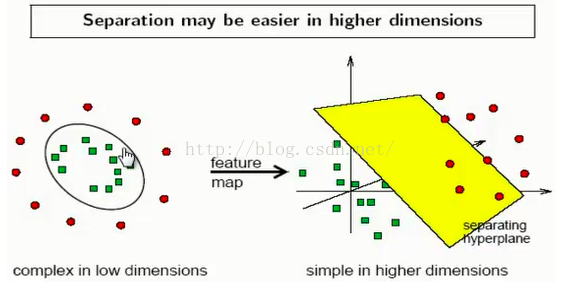 Separation may be easier in higher dimensions
http://blog.csdn.net/
feature
map
separating
hyperplane
complex in low dimensions
simple in higher dimensions